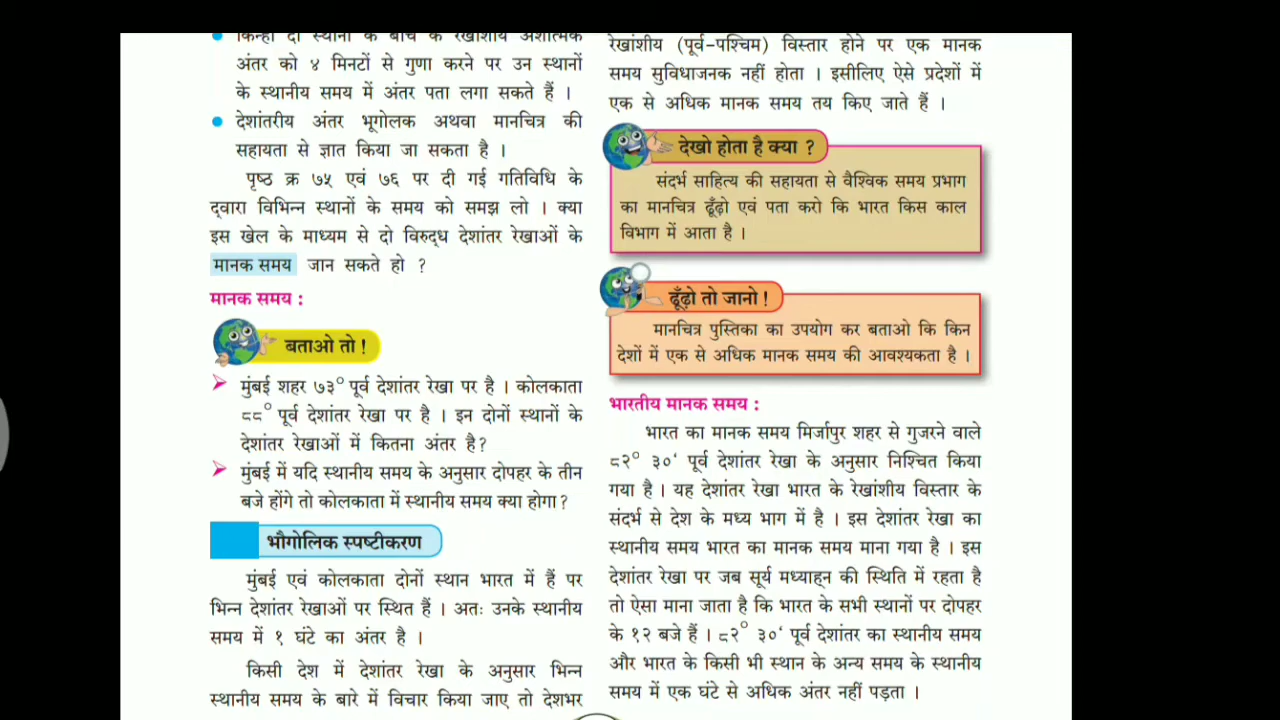 किन्हीं दो स्थानों के बीच के रेखांशीय अंशात्मक
अंतर को ४ मिनटों से गुणा करने पर उन स्थानों
के स्थानीय समय में अंतर पता लगा सकते हैं ।
देशांतरीय अंतर भूगोलक अथवा मानचित्र की
सहायता से ज्ञात किया जा सकता है ।
पृष्ठ क्र ७५ एवं ७६ पर दी गई गतिविधि के
द्वारा विभिन्न स्थानों के समय को समझ लो । क्या
इस खेल के माध्यम से दो विरुद्ध देशांतर रेखाओं के
मानक समय जान सकते हो ?
मानक समय :
बताओ तो !
मुंबई शहर ७३° पूर्व देशांतर रेखा पर है । कोलकाता
८८° पूर्व देशांतर रेखा पर है । इन दोनों स्थानों के
देशांतर रेखाओं में कितना अंतर है?
मुंबई में यदि स्थानीय समय के अनुसार दोपहर के तीन
बजे होंगे तो कोलकाता में स्थानीय समय क्या होगा?
भौगोलिक स्पष्टीकरण
मुंबई एवं कोलकाता दोनों स्थान भारत में हैं पर
भिन्न देशांतर रेखाओं पर स्थित हैं । अतः उनके स्थानीय
समय में १ घंटे का अंतर है ।
किसी देश में देशांतर रेखा के अनुसार भिन्न
स्थानीय समय के बारे में विचार किया जाए तो देशभर
रेखांशीय (पूर्व-पश्चिम) विस्तार होने पर एक मानक
समय सुविधाजनक नहीं होता । इसीलिए ऐसे प्रदेशों में
एक से अधिक मानक समय तय किए जाते हैं ।
देखो होता है क्या ?
संदर्भ साहित्य की सहायता से वैश्विक समय प्रभाग
का मानचित्र ढूँढ़ो एवं पता करो कि भारत किस काल
विभाग में आता है ।
ढूँढ़ो तो जानो !
मानचित्र पुस्तिका का उपयोग कर बताओ कि किन
देशों में एक से अधिक मानक समय की आवश्यकता है ।
भारतीय मानक समय :
भारत का मानक समय मिर्जापुर शहर से गुजरने वाले
८२° ३०' पूर्व देशांतर रेखा के अनुसार निश्चित किया
गया है । यह देशांतर रेखा भारत के रेखांशीय विस्तार के
संदर्भ से देश के मध्य भाग में है । इस देशांतर रेखा का
स्थानीय समय भारत का मानक समय माना गया है । इस
देशांतर रेखा पर जब सूर्य मध्याह्न की स्थिति में रहता है
तो ऐसा माना जाता है कि भारत के सभी स्थानों पर दोपहर
के १२ बजे हैं । ८२° ३०' पूर्व देशांतर का स्थानीय समय
और भारत के किसी भी स्थान के अन्य समय के स्थानीय
समय में एक घंटे से अधिक अंतर नहीं पड़ता ।